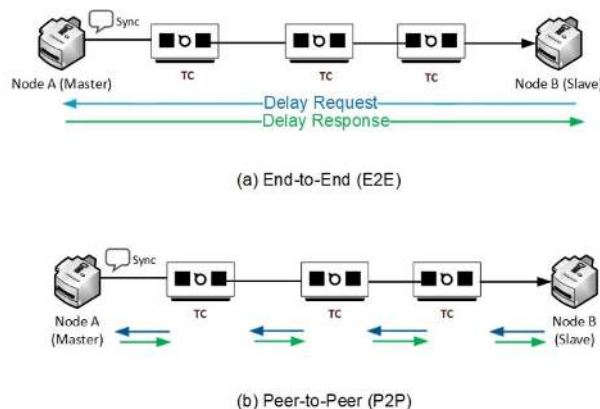 Sync
Node A (Master)
TC
TC
TC
Node B (Slave)
Delay Request
Delay Response
(a) End-to-End (E2E)
Sync
Node A
(Master)
TC
TC
TC
Node B
(Slave)
(b) Peer-to-Peer (P2P)